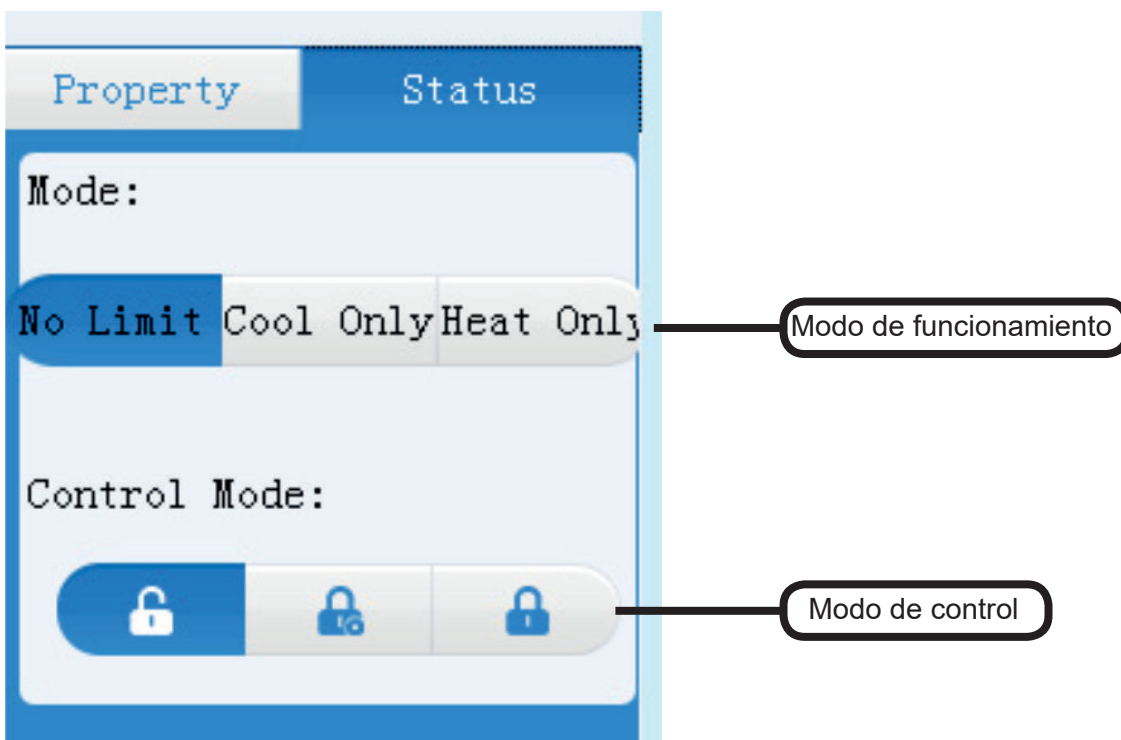 Property Status
Mode:
No Limit Cool Only Heat Only
Modo de funcionamiento
Control Mode:
Modo de control